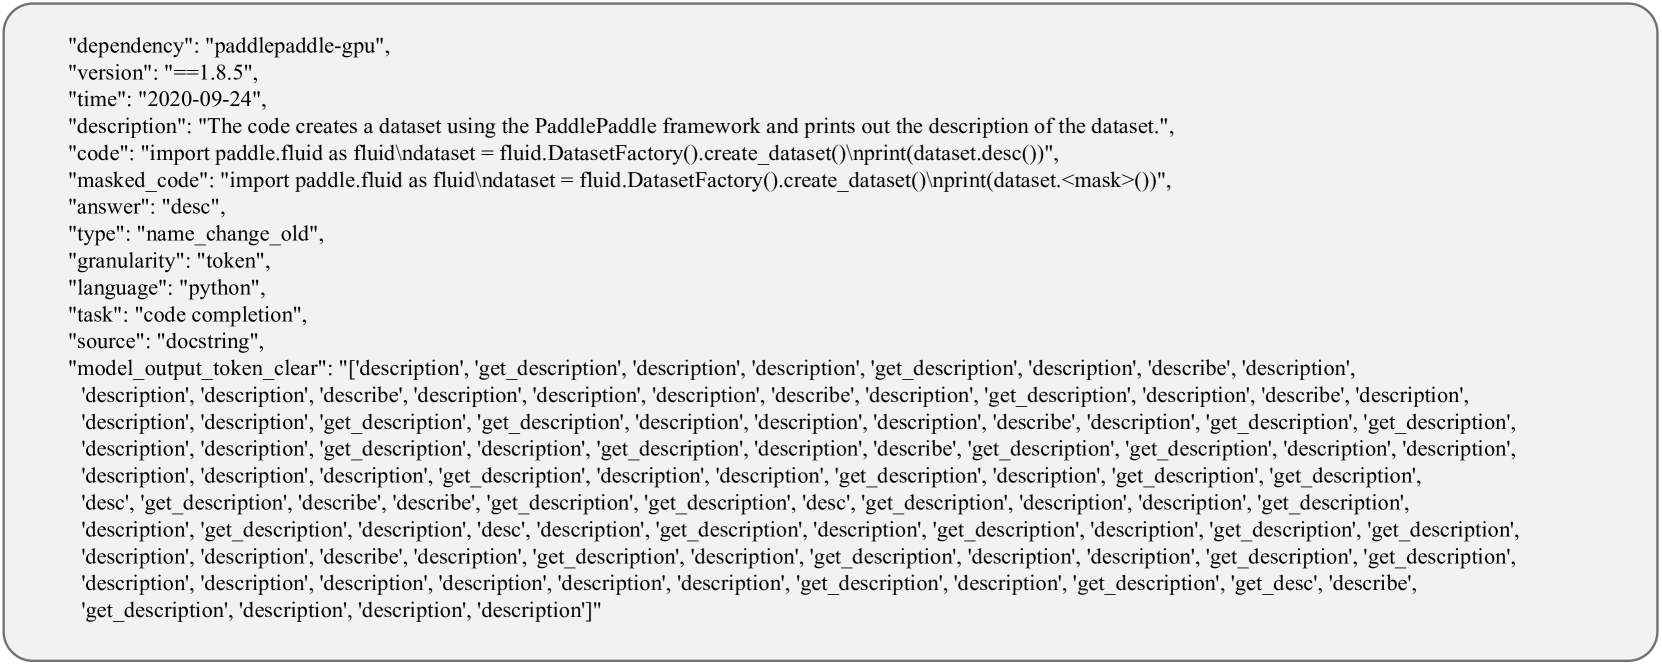 "dependency": "paddlepaddle-gpu",
"version": "==1.8.5",
"time": "2020-09-24",
"description": "The code creates a dataset using the PaddlePaddle framework and prints out the description of the dataset.",
"code": "import paddle.fluid as fluid\ndataset = fluid.DatasetFactory().create_dataset()\nprint(dataset.desc())",
"masked_code": "import paddle.fluid as fluid\ndataset = fluid.DatasetFactory().create_dataset()\nprint(dataset.<mask>())",
"answer": "desc",
"type": "name_change_old",
"granularity": "token",
"language": "python",
"task": "code completion",
"source": "docstring",
"model_output_token_clear": "['description', 'get_description', 'description', 'description', 'get_description', 'description', 'describe', 'description',
'description', 'description', 'describe', 'description', 'description', 'description', 'describe', 'description', 'get_description', 'description', 'describe', 'description',
'description', 'description', 'get_description', 'get_description', 'description', 'description', 'description', 'describe', 'description', 'get_description', 'get_description',
'description', 'description', 'get_description', 'description', 'get_description', 'description', 'describe', 'get_description', 'get_description', 'description', 'description',
'description', 'description', 'description', 'get_description', 'description', 'description', 'get_description', 'description', 'get_description', 'get_description',
'desc', 'get_description', 'describe', 'describe', 'get_description', 'get_description', 'desc', 'get_description', 'description', 'description', 'get_description',
'description', 'get_description', 'description', 'desc', 'description', 'get_description', 'description', 'get_description', 'description', 'get_description', 'get_description',
'description', 'description', 'describe', 'description', 'get_description', 'description', 'get_description', 'description', 'description', 'get_description', 'get_description',
'description', 'description', 'description', 'description', 'description', 'description', 'get_description', 'description', 'get_description', 'get_desc', 'describe',
'get_description', 'description', 'description', 'description']"